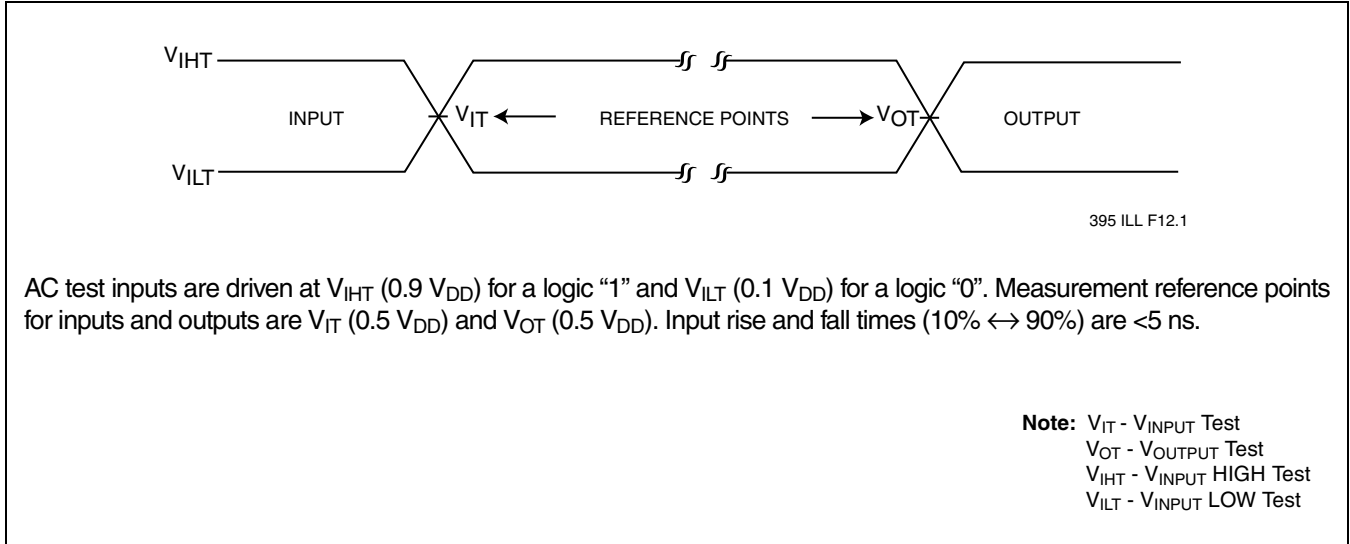 VIHT
INPUT VIT REFERENCE POINTS VOT OUTPUT
VILT
395 ILL F12.1
AC test inputs are driven at VIHT (0.9 VDD) for a logic “1” and VILT (0.1 VDD) for a logic “0”. Measurement reference points
for inputs and outputs are VIT (0.5 VDD) and VOT (0.5 VDD). Input rise and fall times (10% ↔ 90%) are <5 ns.
Note: VIT - VINPUT Test
VOT - VOUTPUT Test
VIHT - VINPUT HIGH Test
VILT - VINPUT LOW Test